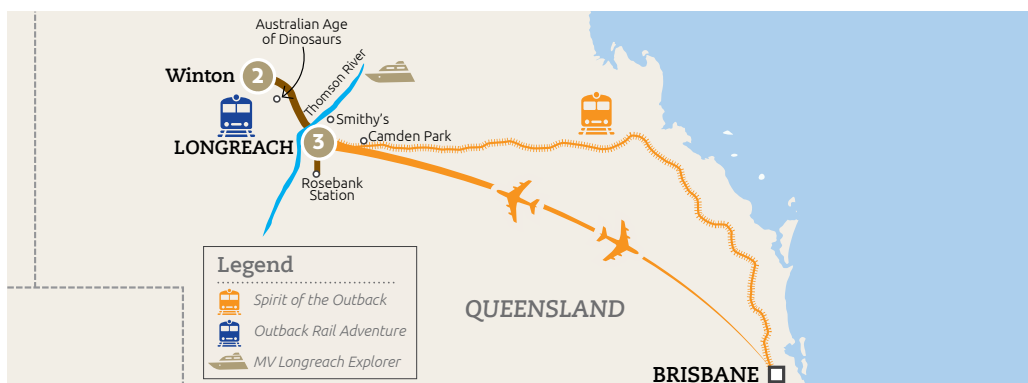 Australian Age
of Dinosaurs
Winton
2
Thomson River
Smithy's
LONGREACH
3
Camden Park
Rosebank
Station
Legend
Spirit of the Outback
Outback Rail Adventure
MV Longreach Explorer
QUEENSLAND
BRISBANE